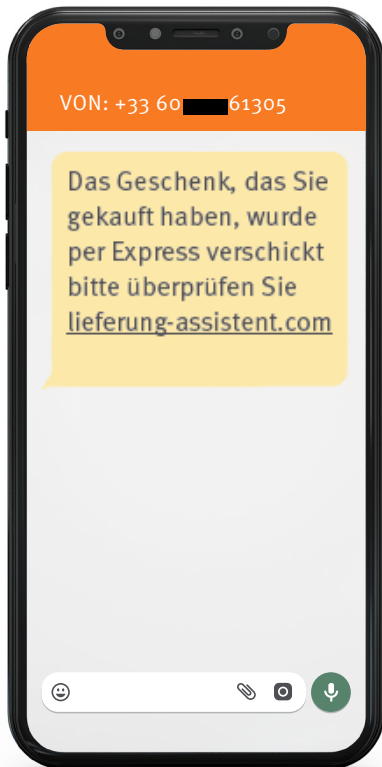 VON: +33 60 61305
Das Geschenk, das Sie
gekauft haben, wurde
per Express verschickt
bitte überprüfen Sie
lieferung-assistent.com